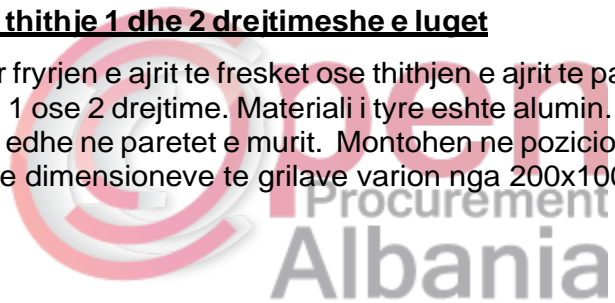 thithje 1 dhe 2 drejtimeshe e luget
r fryrjen e ajrit te fresket ose thithjen e ajrit te pa
1 ose 2 drejtime. Materiali i tyre eshte alumin.
edhe ne paretet e murit. Montohen ne pozicio
e dimensioneve te grilave varion nga 200x100
Open
Procurement
Albania